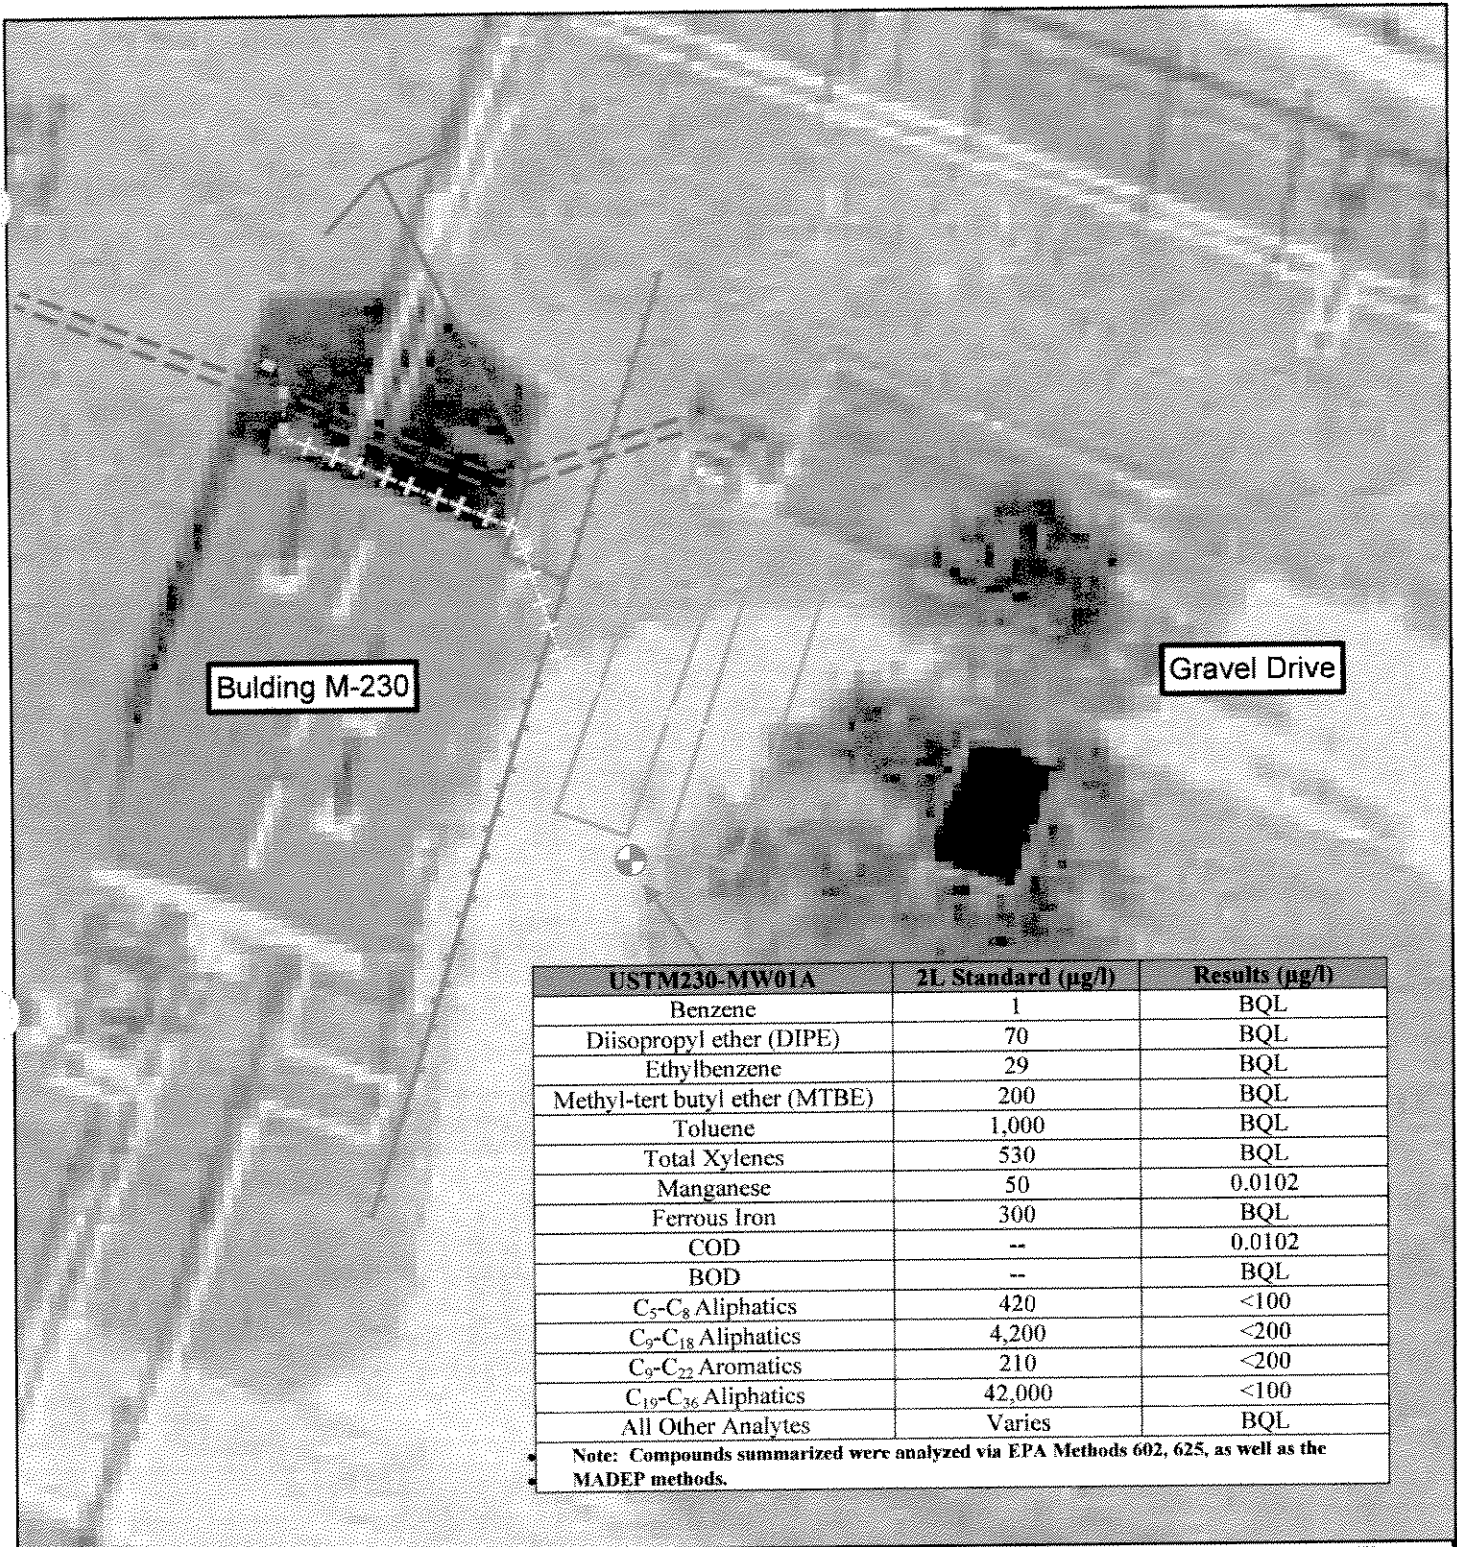 Bulding M-230
Gravel Drive
USTM230-MW01A 2L Standard (µg/l) Results (µg/l)
Benzene 1 BQL
Diisopropyl ether (DIPE) 70 BQL
Ethylbenzene 29 BQL
Methyl-tert butyl ether (MTBE) 200 BQL
Toluene 1,000 BQL
Total Xylenes 530 BQL
Manganese 50 0.0102
Ferrous Iron 300 BQL
COD -- 0.0102
BOD -- BQL
C₅-C₈ Aliphatics 420 <100
C₉-C₁₈ Aliphatics 4,200 <200
C₉-C₂₂ Aromatics 210 <200
C₁₉-C₃₆ Aliphatics 42,000 <100
All Other Analytes Varies BQL
Note: Compounds summarized were analyzed via EPA Methods 602, 625, as well as the
MADEP methods.